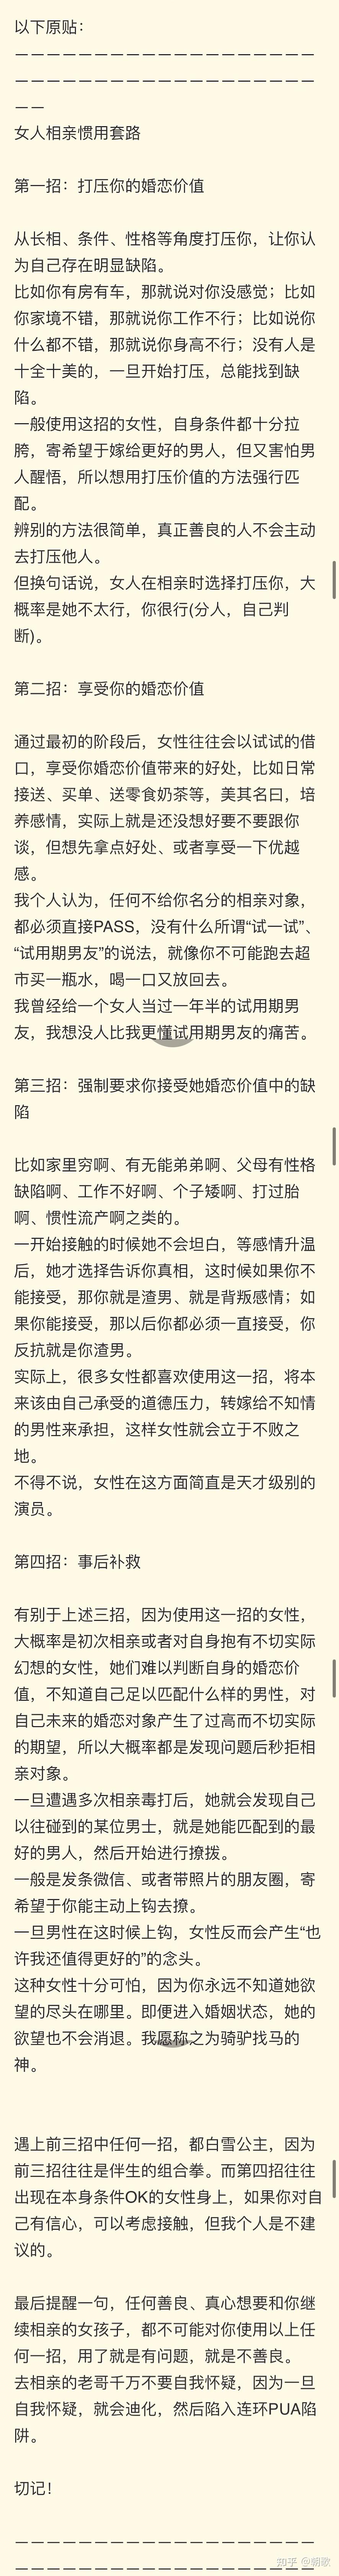 以下原贴：
——————————————————
——————————————————
——
女人相亲惯用套路
第一招：打压你的婚恋价值
从长相、条件、性格等角度打压你，让你认
为自己存在明显缺陷。
比如你有房有车，那就说对你没感觉；比如
你家境不错，那就说你工作不行；比如说你
什么都不错，那就说你身高不行；没有人是
十全十美的，一旦开始打压，总能找到缺
陷。
一般使用这招的女性，自身条件都十分拉
胯，寄希望于嫁给更好的男人，但又害怕男
人醒悟，所以想用打压价值的方法强行匹
配。
辨别的方法很简单，真正善良的人不会主动
去打压他人。
但换句话说，女人在相亲时选择打压你，大
概率是她不太行，你很行(分人，自己判
断)。
第二招：享受你的婚恋价值
通过最初的阶段后，女性往往会以试试的借
口，享受你婚恋价值带来的好处，比如日常
接送、买单、送零食奶茶等，美其名曰，培
养感情，实际上就是还没想好要不要跟你
谈，但想先拿点好处、或者享受一下优越
感。
我个人认为，任何不给你名分的相亲对象，
都必须直接PASS，没有什么所谓“试一试”、
“试用期男友”的说法，就像你不可能跑去超
市买一瓶水，喝一口又放回去。
我曾经给一个女人当过一年半的试用期男
友，我想没人比我更懂试用期男友的痛苦。
第三招：强制要求你接受她婚恋价值中的缺
陷
比如家里穷啊、有无能弟弟啊、父母有性格
缺陷啊、工作不好啊、个子矮啊、打过胎
啊、惯性流产啊之类的。
一开始接触的时候她不会坦白，等感情升温
后，她才选择告诉你真相，这时候如果你不
能接受，那你就是渣男、就是背叛感情；如
果你能接受，那以后你都必须一直接受，你
反抗就是你渣男。
实际上，很多女性都喜欢使用这一招，将本
来该由自己承受的道德压力，转嫁给不知情
的男性来承担，这样女性就会立于不败之
地。
不得不说，女性在这方面简直是天才级别的
演员。
第四招：事后补救
有别于上述三招，因为使用这一招的女性，
大概率是初次相亲或者对自身抱有不切实际
幻想的女性，她们难以判断自身的婚恋价
值，不知道自己足以匹配什么样的男性，对
自己未来的婚恋对象产生了过高而不切实际
的期望，所以大概率都是发现问题后秒拒相
亲对象。
一旦遭遇多次相亲毒打后，她就会发现自己
以往碰到的某位男士，就是她能匹配到的最
好的男人，然后开始进行撩拨。
一般是发条微信、或者带照片的朋友圈，寄
希望于你能主动上钩去撩。
一旦男性在这时候上钩，女性反而会产生“也
许我还值得更好的”的念头。
这种女性十分可怕，因为你永远不知道她欲
望的尽头在哪里。即便进入婚姻状态，她的
欲望也不会消退。我愿称之为骑驴找马的
神。
遇上前三招中任何一招，都白雪公主，因为
前三招往往是伴生的组合拳。而第四招往往
出现在本身条件OK的女性身上，如果你对自
己有信心，可以考虑接触，但我个人是不建
议的。
最后提醒一句，任何善良、真心想要和你继
续相亲的女孩子，都不可能对你使用以上任
何一招，用了就是有问题，就是不善良。
去相亲的老哥千万不要自我怀疑，因为一旦
自我怀疑，就会迪化，然后陷入连环PUA陷
阱。
切记！
知乎 @朝歌
——————————————————
——————————————————